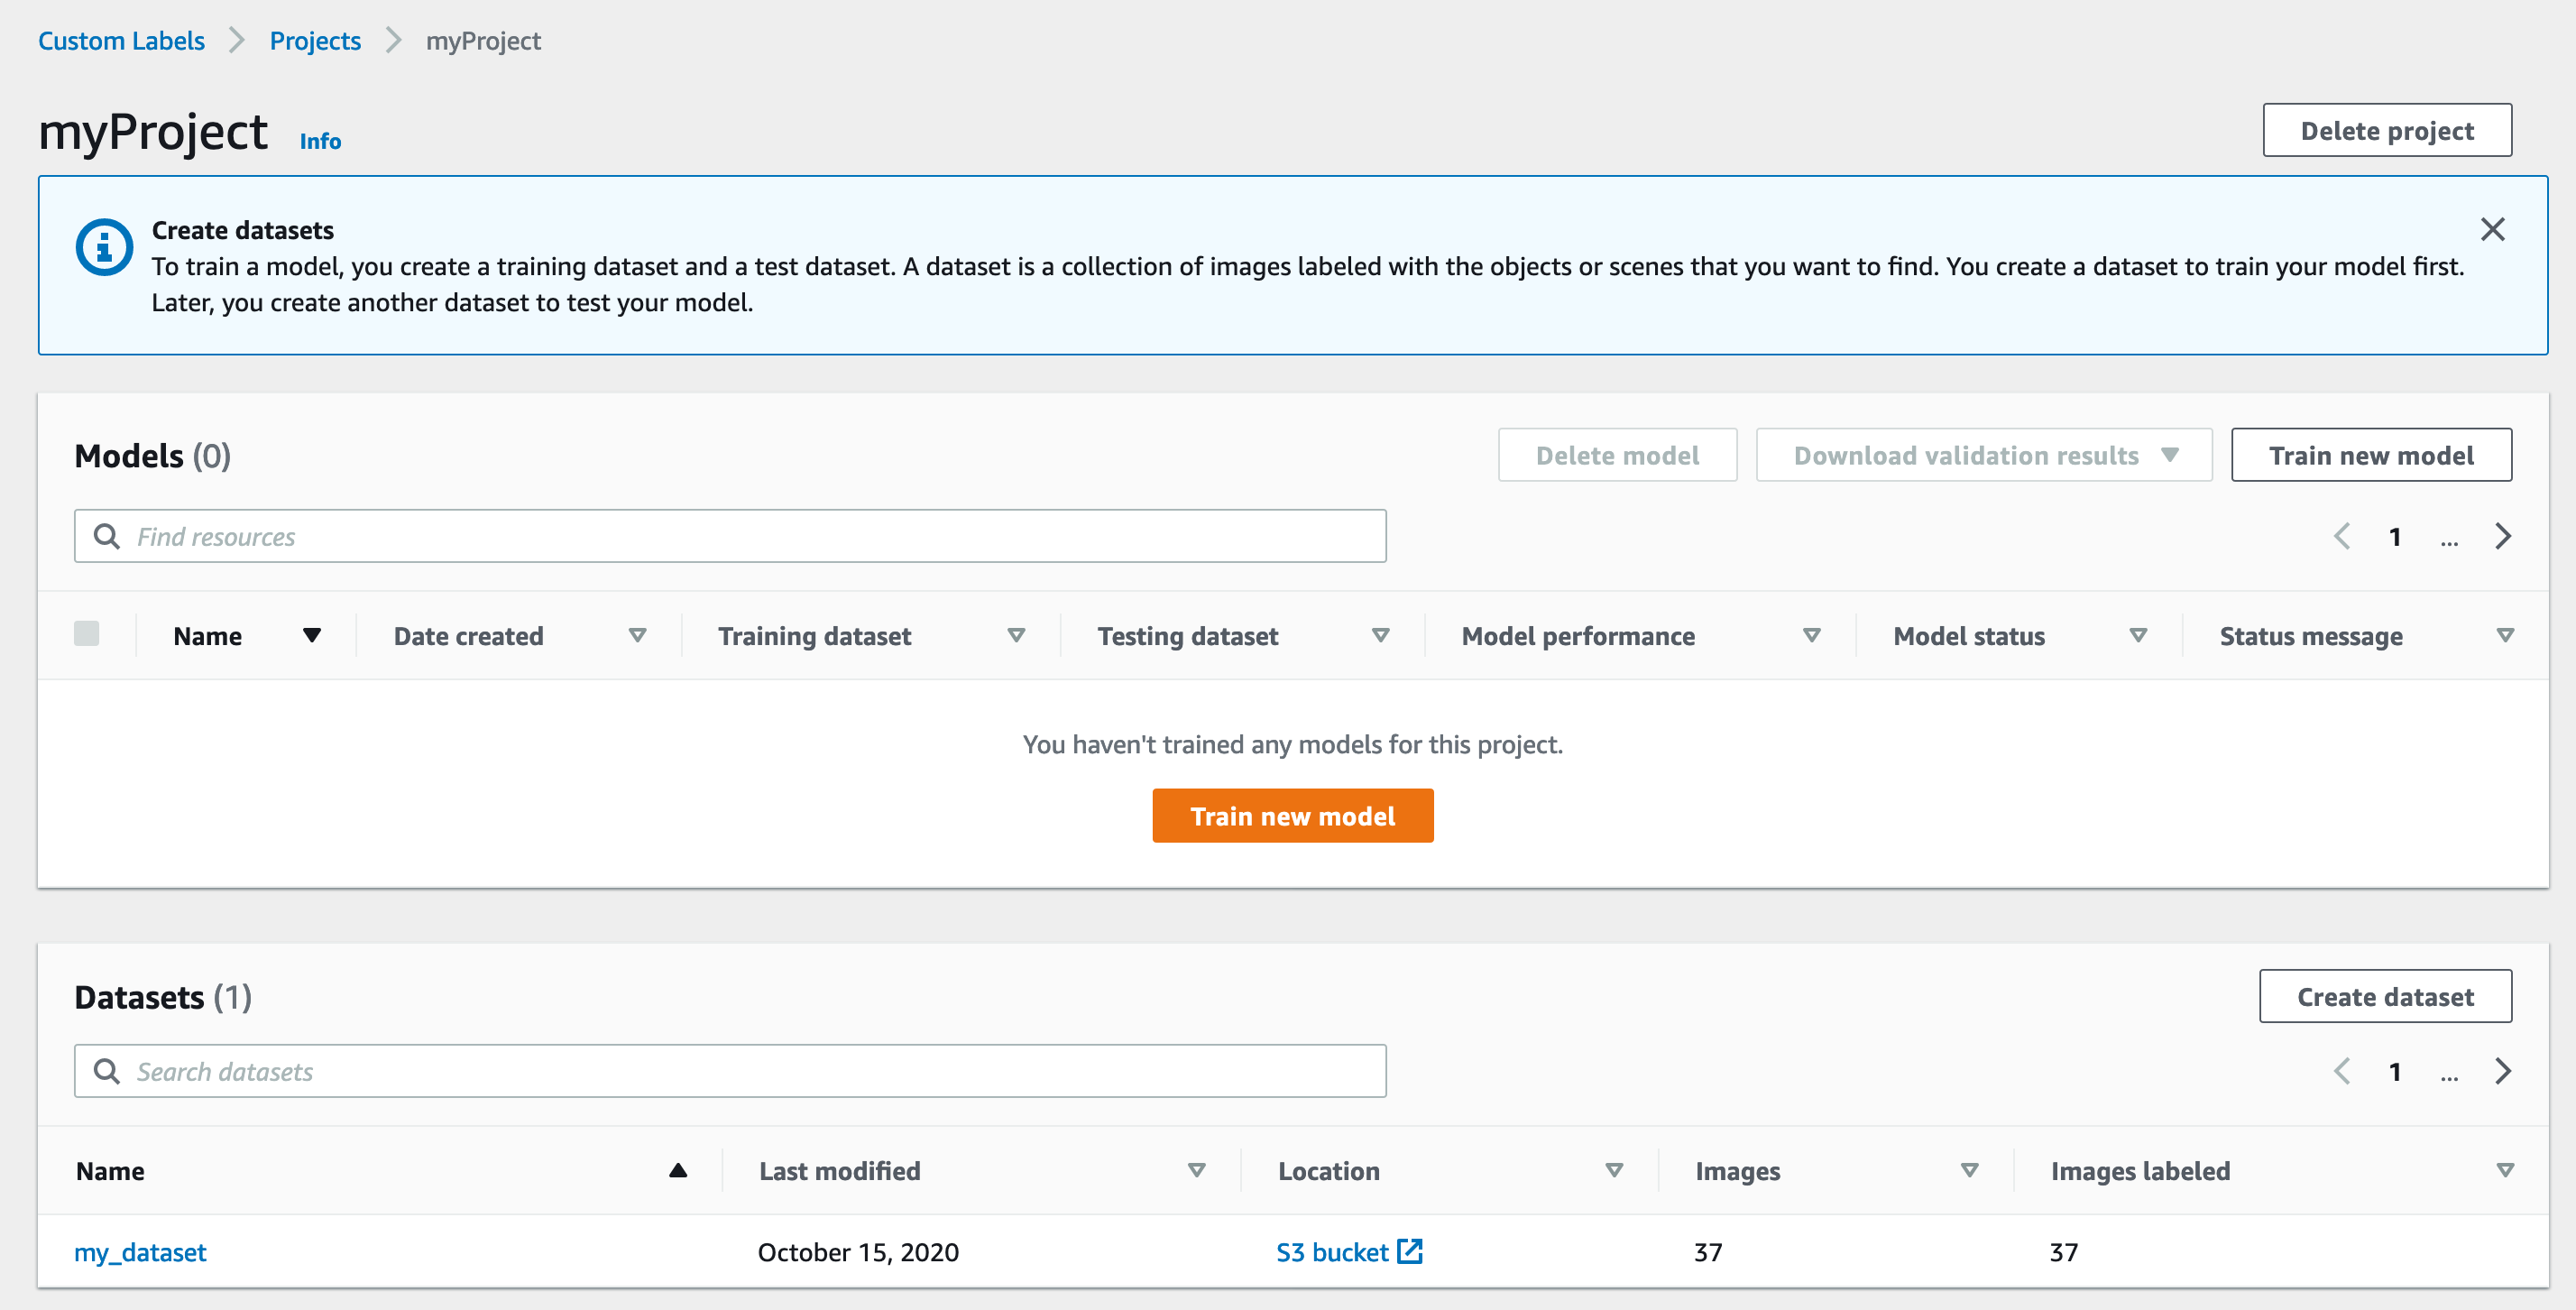 Custom Labels > Projects > myProject
myProject Info
Delete project
Create datasets
To train a model, you create a training dataset and a test dataset. A dataset is a collection of images labeled with the objects or scenes that you want to find. You create a dataset to train your model first.
Later, you create another dataset to test your model.
Models (0)
Delete model
Download validation results
Train new model
Find resources
1 ...
Name
Date created
Training dataset
Testing dataset
Model performance
Model status
Status message
You haven't trained any models for this project.
Train new model
Datasets (1)
Create dataset
Search datasets
1 ...
Name
Last modified
Location
Images
Images labeled
my_dataset
October 15, 2020
S3 bucket
37
37